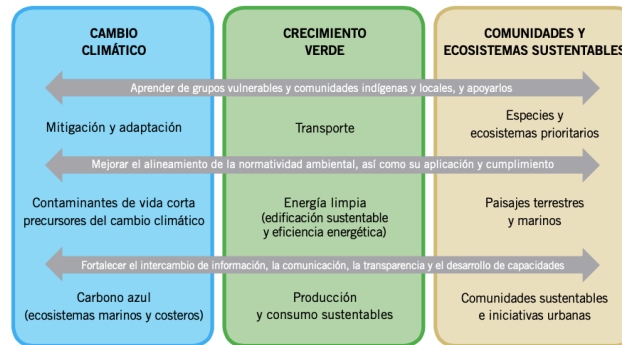 CAMBIO
CLIMÁTICO
CRECIMIENTO
VERDE
COMUNIDADES Y
ECOSISTEMAS SUSTENTABLES
Aprender de grupos vulnerables y comunidades indígenas y locales, y apoyarlos
Mitigación y adaptación
Transporte
Especies y
ecosistemas prioritarios
Mejorar el alineamiento de la normatividad ambiental, así como su aplicación y cumplimiento
Contaminantes de vida corta
precursores del cambio climático
Energía limpia
(edificación sustentable
y eficiencia energética)
Paisajes terrestres
y marinos
Fortalecer el intercambio de información, la comunicación, la transparencia y el desarrollo de capacidades
Carbono azul
(ecosistemas marinos y costeros)
Producción
y consumo sustentables
Comunidades sustentables
e iniciativas urbanas